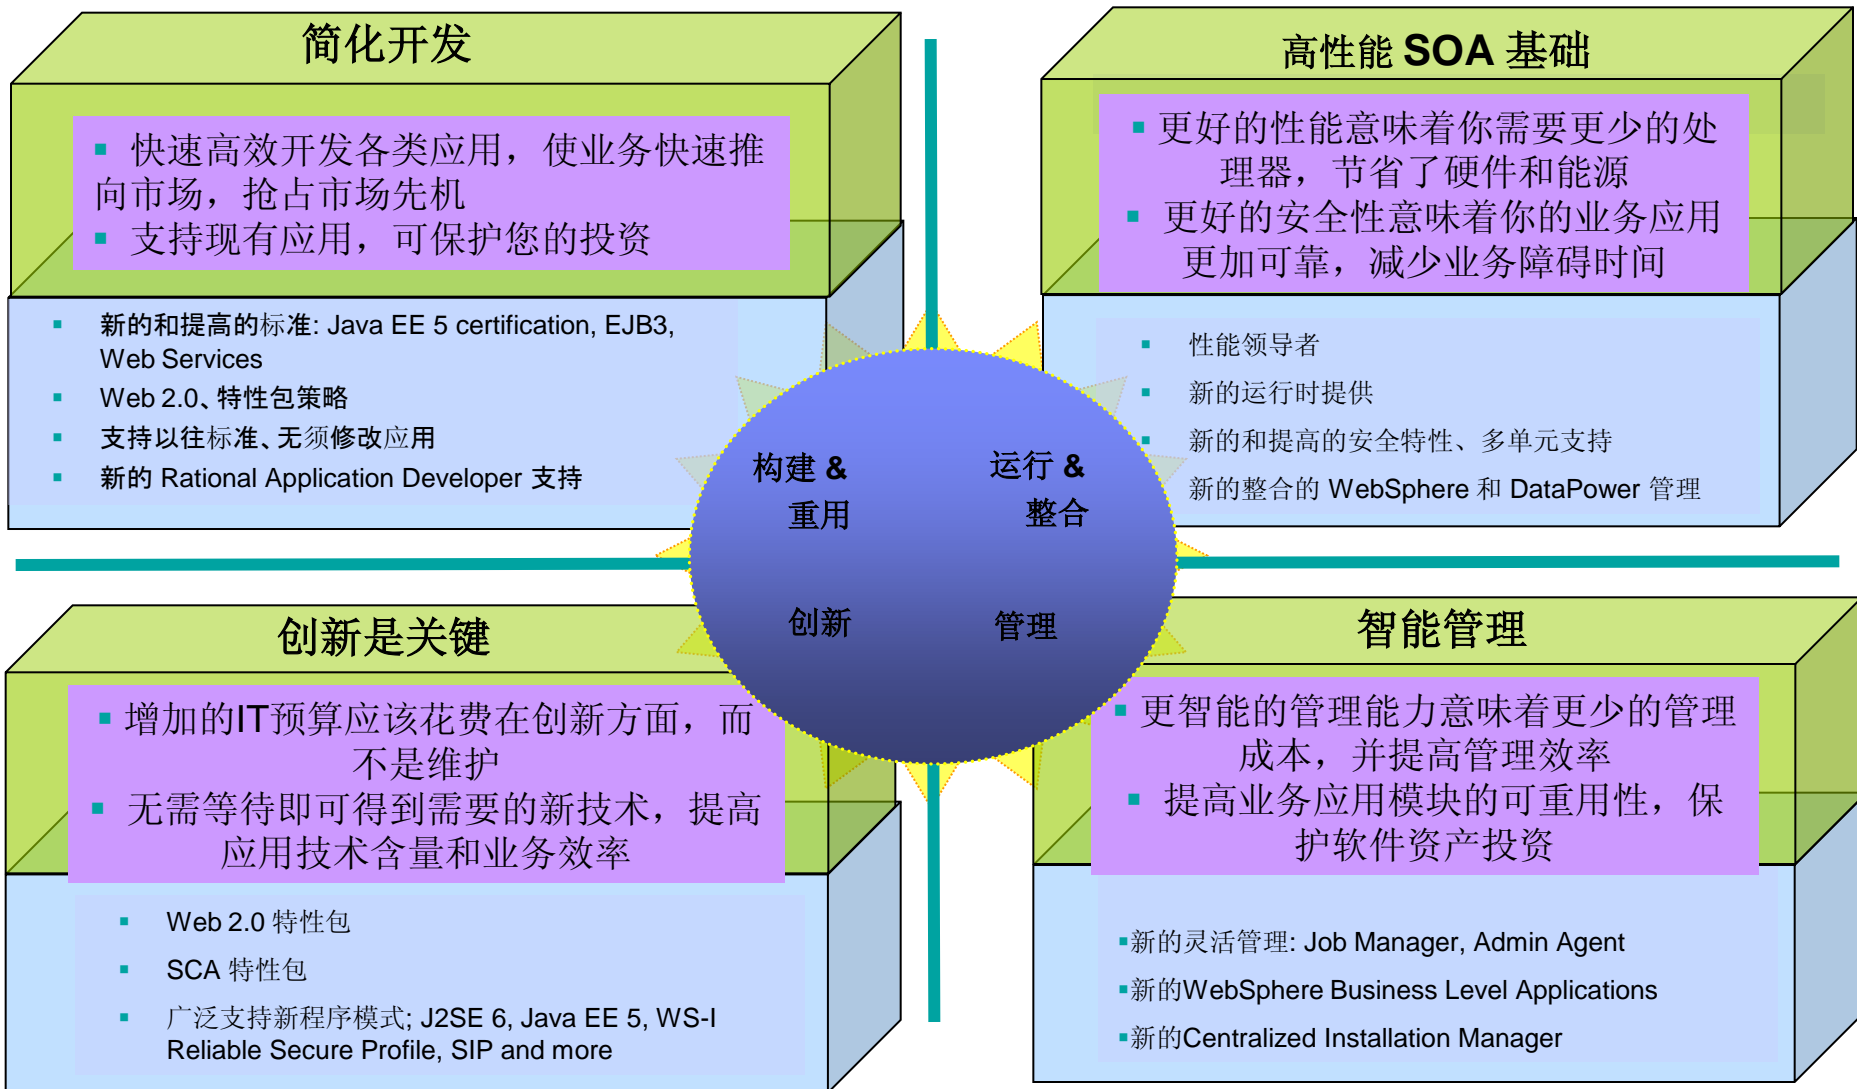 简化开发
▪ 快速高效开发各类应用，使业务快速推
向市场，抢占市场先机
▪ 支持现有应用，可保护您的投资
▪ 新的和提高的标准: Java EE 5 certification, EJB3,
Web Services
▪ Web 2.0、特性包策略
▪ 支持以往标准、无须修改应用
▪ 新的 Rational Application Developer 支持
高性能 SOA 基础
▪ 更好的性能意味着你需要更少的处
理器，节省了硬件和能源
▪ 更好的安全性意味着你的业务应用
更加可靠，减少业务障碍时间
▪ 性能领导者
▪ 新的运行时提供
▪ 新的和提高的安全特性、多单元支持
新的整合的 WebSphere 和 DataPower 管理
构建 &
重用
运行 &
整合
创新
管理
创新是关键
▪ 增加的IT预算应该花费在创新方面，而
不是维护
▪ 无需等待即可得到需要的新技术，提高
应用技术含量和业务效率
▪ Web 2.0 特性包
▪ SCA 特性包
▪ 广泛支持新程序模式; J2SE 6, Java EE 5, WS-I
Reliable Secure Profile, SIP and more
智能管理
▪ 更智能的管理能力意味着更少的管理
成本，并提高管理效率
▪ 提高业务应用模块的可重用性，保
护软件资产投资
▪新的灵活管理: Job Manager, Admin Agent
▪新的WebSphere Business Level Applications
▪新的Centralized Installation Manager